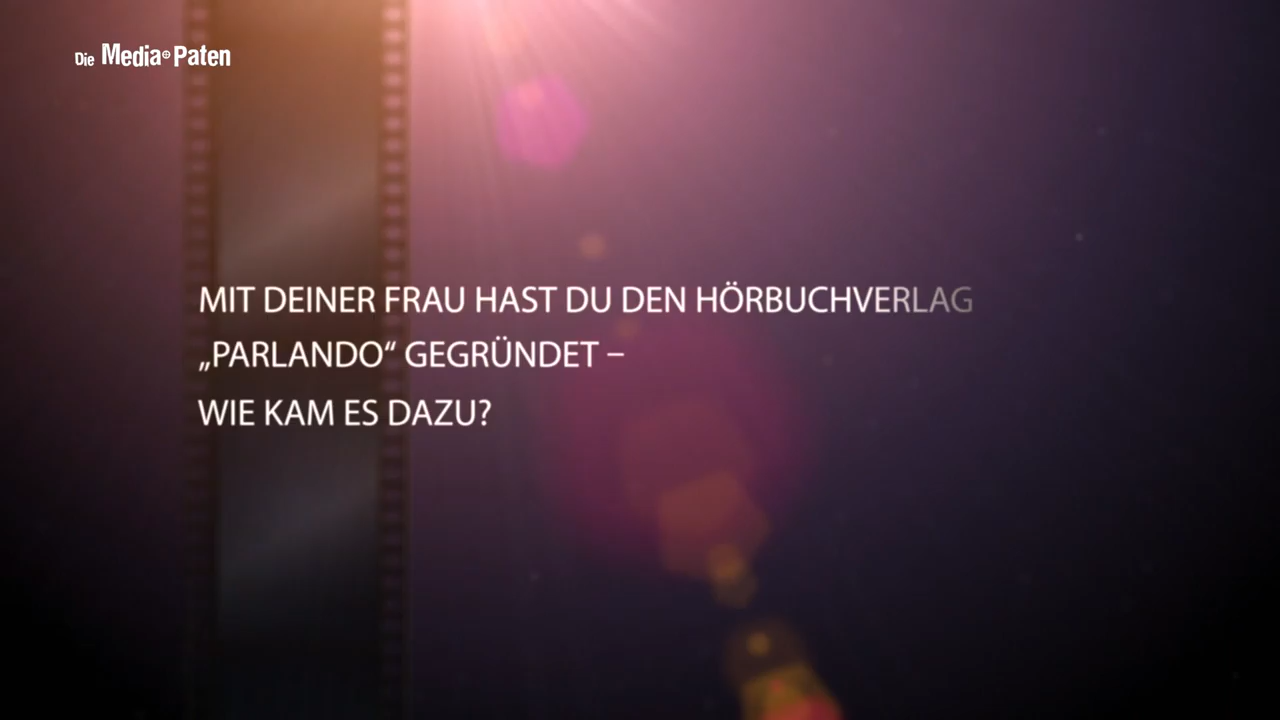 Die Media Paten
MIT DEINER FRAU HAST DU DEN HÖRBUCHVERLAG
„PARLANDO“ GEGRÜNDET –
WIE KAM ES DAZU?